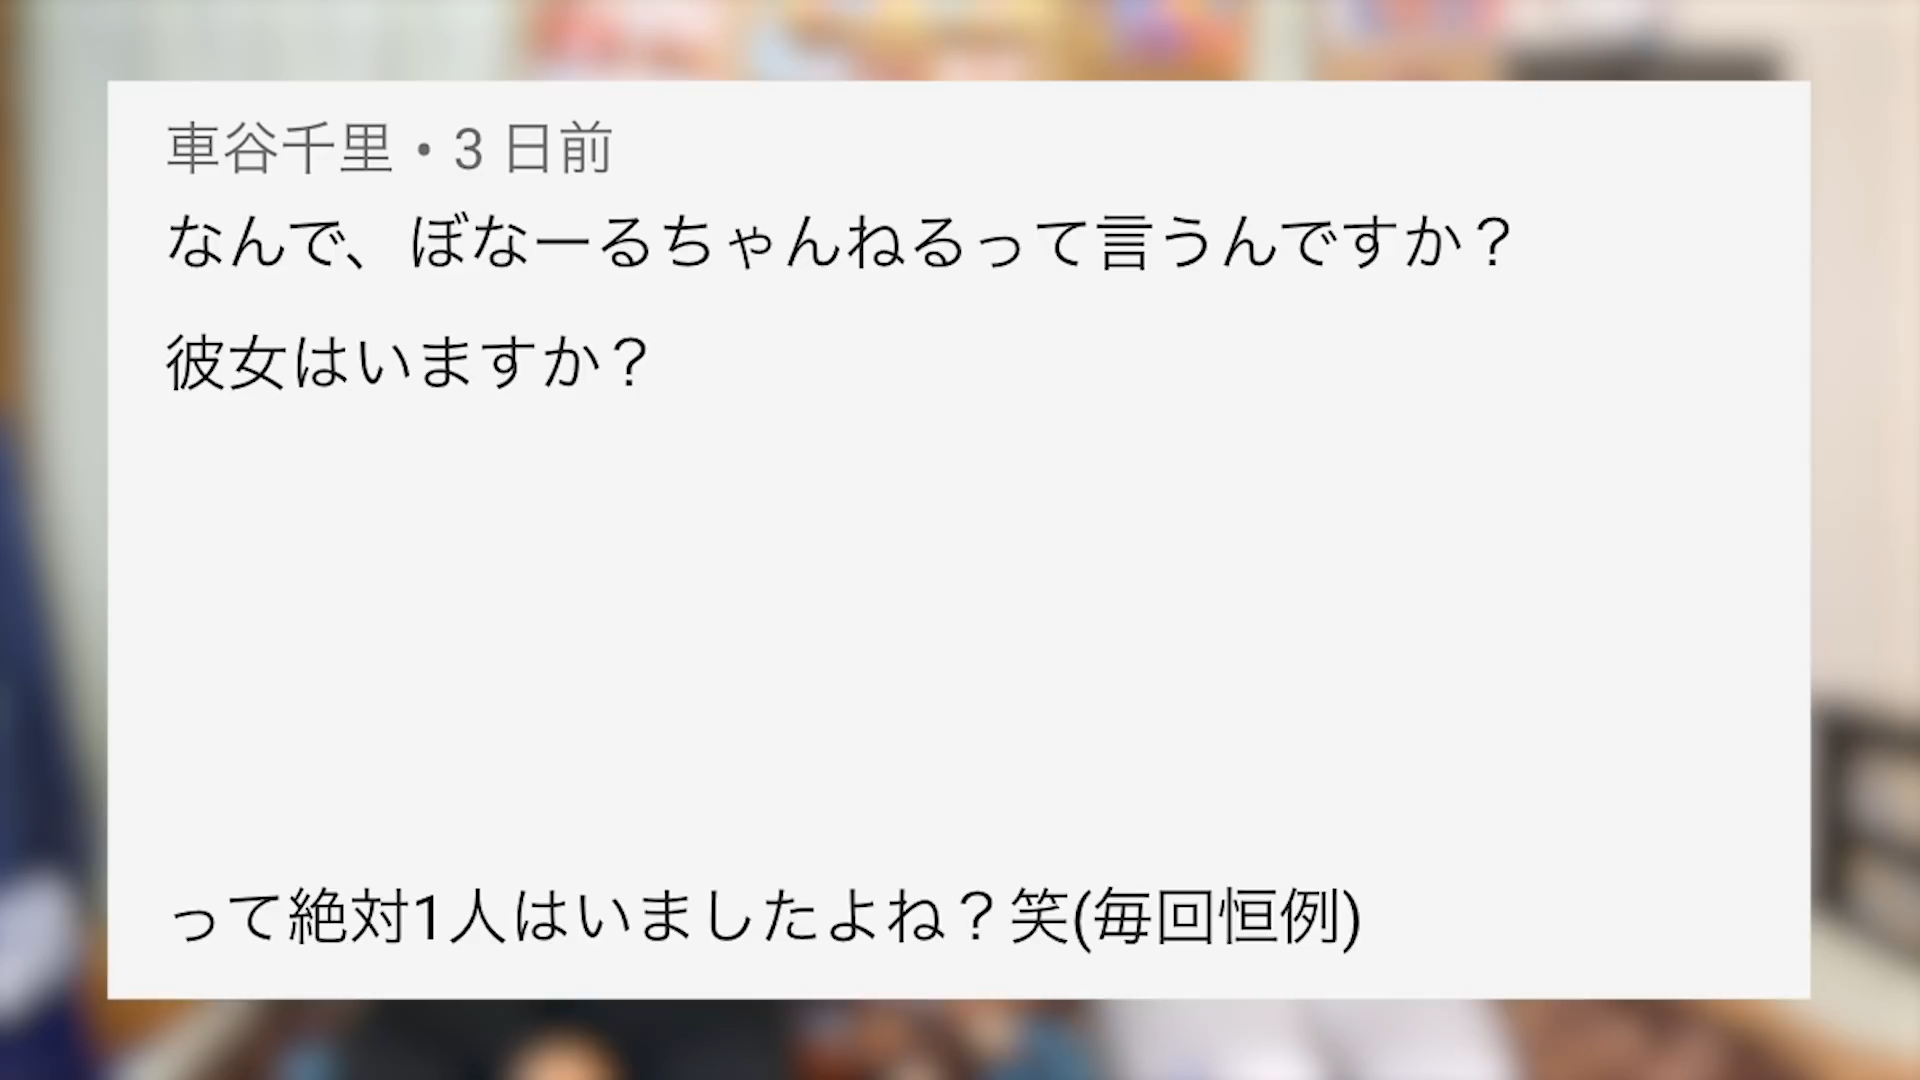 車谷千里・3 日前
なんで、ぼなーるちゃんねるって言うんですか？
彼女はいますか？
って絶対1人はいましたよね？笑(毎回恒例)